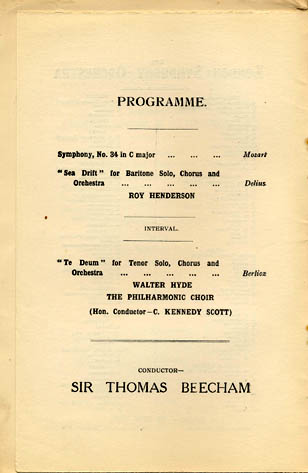 PROGRAMME.
Symphony, No. 34 in C major ... ... ... Mozart
"Sea Drift" for Baritone Solo, Chorus and
Orchestra ... ... ... ... ... Delius
ROY HENDERSON
INTERVAL.
"Te Deum" for Tenor Solo, Chorus and
Orchestra ... ... ... ... ... Berlioz
WALTER HYDE
THE PHILHARMONIC CHOIR
(Hon. Conductor—C. KENNEDY SCOTT)
CONDUCTOR—
SIR THOMAS BEECHAM